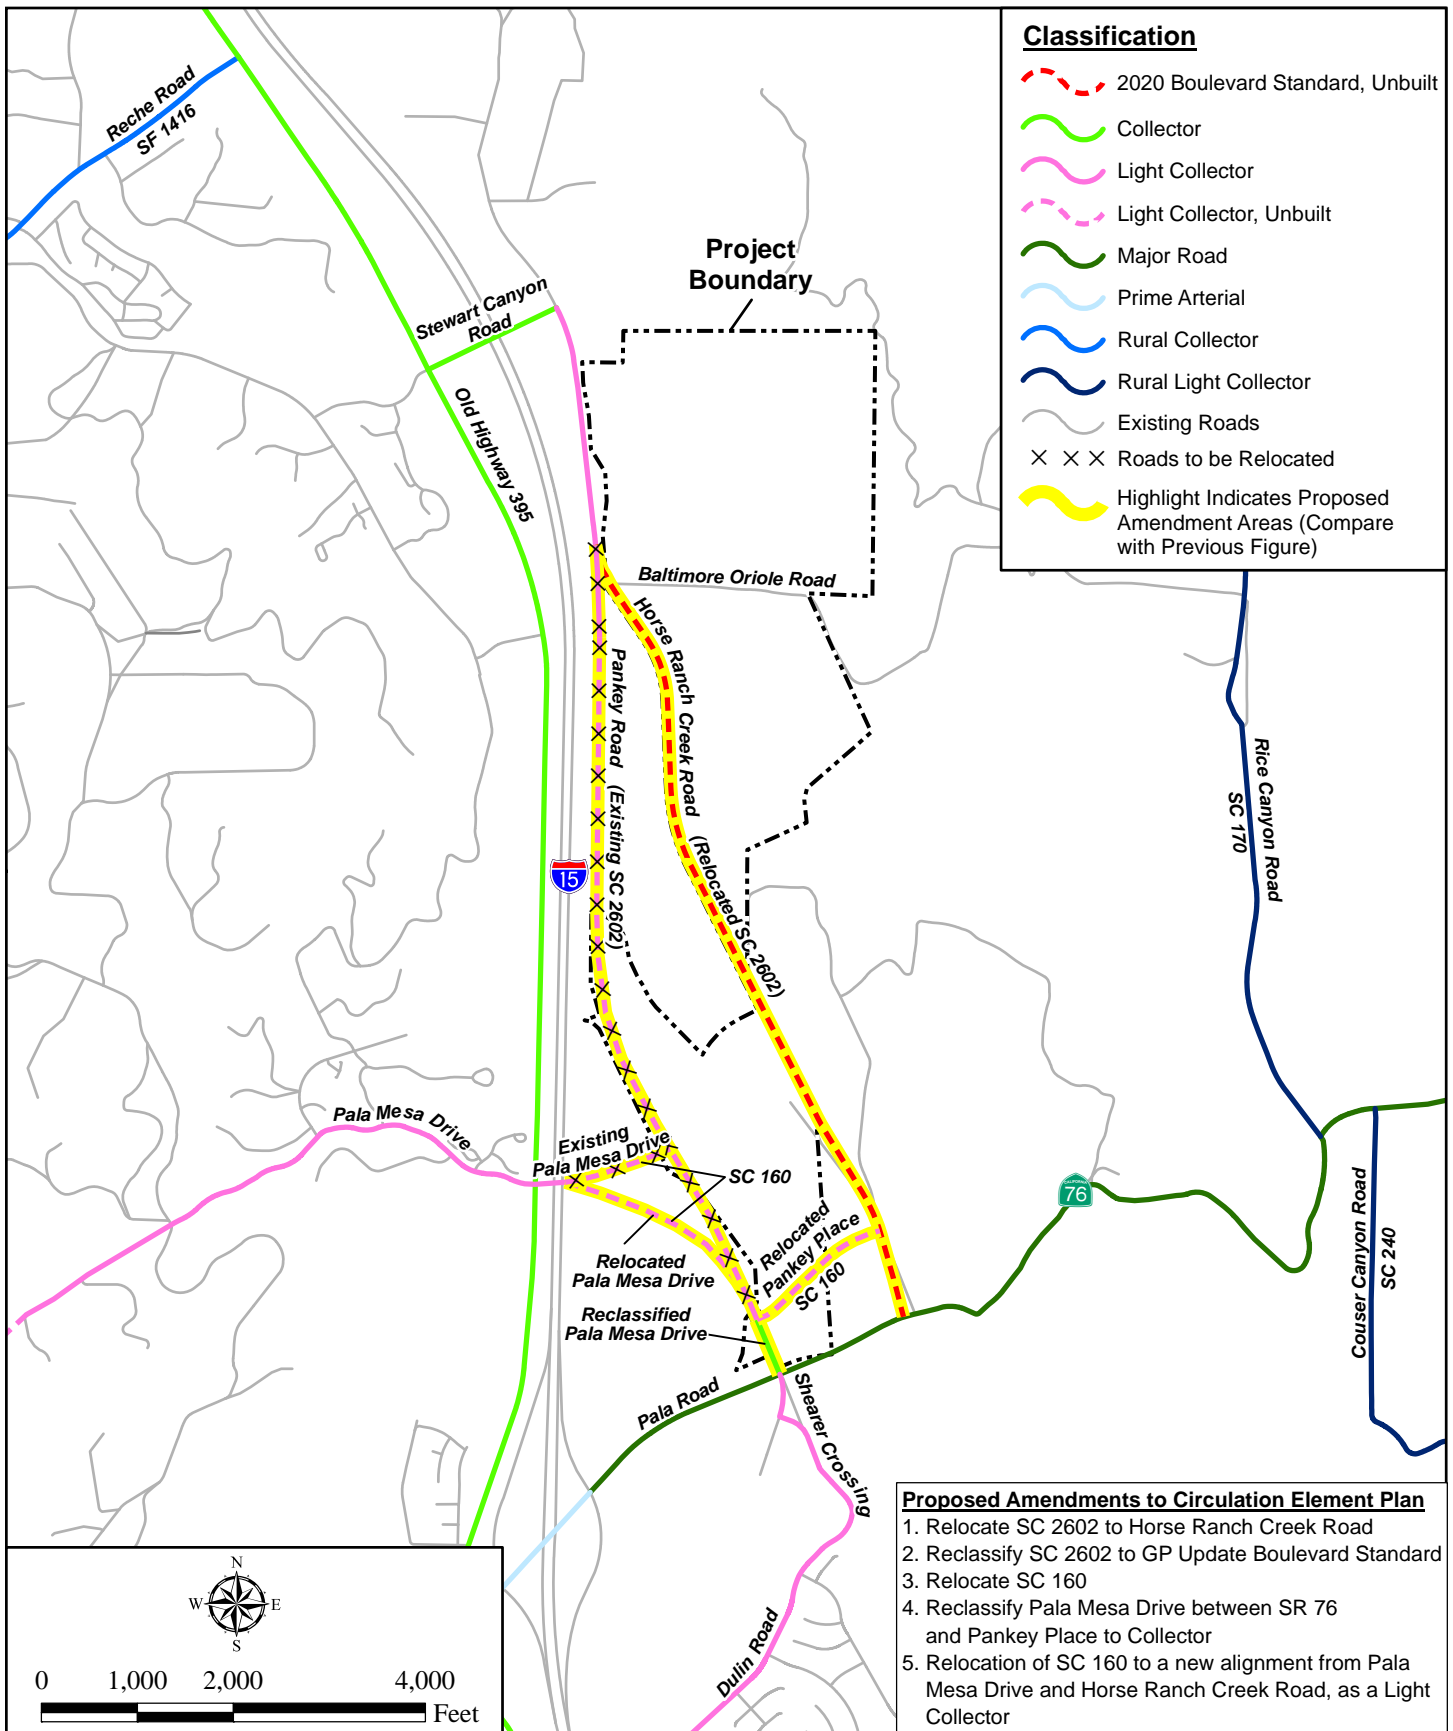 Classification
2020 Boulevard Standard, Unbuilt
Collector
Light Collector
Light Collector, Unbuilt
Major Road
Prime Arterial
Rural Collector
Rural Light Collector
Existing Roads
Roads to be Relocated
Highlight Indicates Proposed
Amendment Areas (Compare
with Previous Figure)
Reche Road
SF 1416
Project
Boundary
Stewart Canyon
Road
Old Highway 395
Baltimore Oriole Road
Horse Ranch Creek Road (Relocated SC 2602)
Pankey Road (Existing SC 2602)
Rice Canyon Road
SC 170
15
Pala Mesa Drive
Existing
Pala Mesa Drive
SC 160
CALIFORNIA
76
Relocated
Pankey Place
SC 160
Relocated
Pala Mesa Drive
Reclassified
Pala Mesa Drive
Couser Canyon Road
SC 240
Pala Road
Shearer Crossing
Dulin Road
Proposed Amendments to Circulation Element Plan
1. Relocate SC 2602 to Horse Ranch Creek Road
2. Reclassify SC 2602 to GP Update Boulevard Standard
3. Relocate SC 160
4. Reclassify Pala Mesa Drive between SR 76
and Pankey Place to Collector
5. Relocation of SC 160 to a new alignment from Pala
Mesa Drive and Horse Ranch Creek Road, as a Light
Collector
N
W E
S
0 1,000 2,000 4,000
Feet